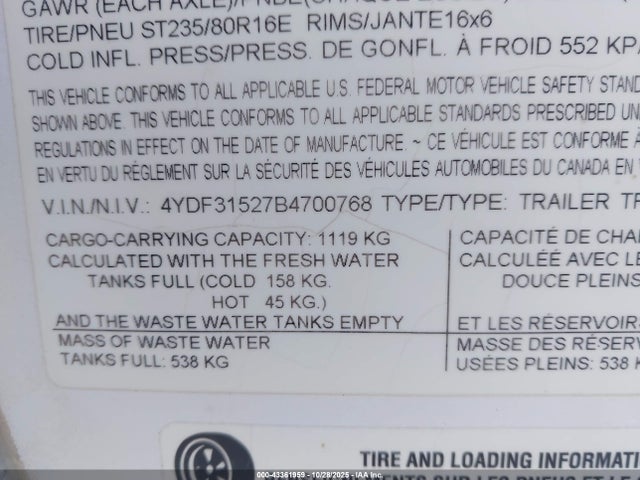 GAWR (EACH AXLE)/PNBE(CHAQUE
TIRE/PNEU ST235/80R16E RIMS/JANTE16x6
COLD INFL. PRESS/PRESS. DE GONFL. À FROID 552 KPA
THIS VEHICLE CONFORMS TO ALL APPLICABLE U.S. FEDERAL MOTOR VEHICLE SAFETY STAND
SHOWN ABOVE. THIS VEHICLE CONFORMS TO ALL APPLICABLE STANDARDS PRESCRIBED UN
REGULATIONS IN EFFECT ON THE DATE OF MANUFACTURE. ~ CE VÉHICULE EST CONFORME A
EN VERTU DU RÉGLEMENT SUR LA SÉCURITÉ DES VÉHICULES AUTOMOBILES DU CANADA EN
V.I.N./N.I.V.: 4YDF31527B4700768 TYPE/TYPE: TRAILER TR
CARGO-CARRYING CAPACITY: 1119 KG
CALCULATED WITH THE FRESH WATER
TANKS FULL (COLD 158 KG.
HOT 45 KG.)
AND THE WASTE WATER TANKS EMPTY
MASS OF WASTE WATER
TANKS FULL: 538 KG
CAPACITÉ DE CHA
CALCULÉE AVEC LE
DOUCE PLEINS
ET LES RÉSERVOIRS
MASSE DES RÉSER
USÉES PLEINS: 538 K
TIRE AND LOADING INFORMATI
000-43361959 - 10/28/2025 - IAA Inc.